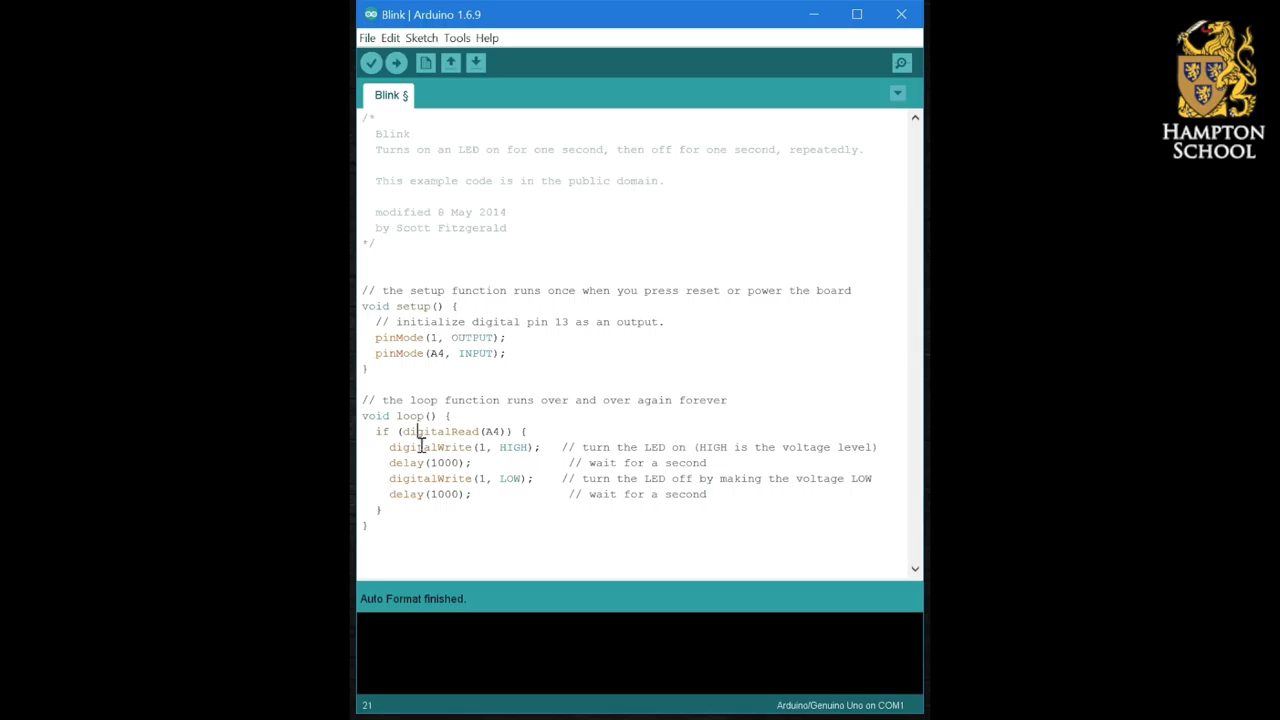 Blink | Arduino 1.6.9
File Edit Sketch Tools Help
Blink §
/*
Blink
Turns on an LED on for one second, then off for one second, repeatedly.
This example code is in the public domain.
modified 8 May 2014
by Scott Fitzgerald
*/
// the setup function runs once when you press reset or power the board
void setup() {
// initialize digital pin 13 as an output.
pinMode(1, OUTPUT);
pinMode(A4, INPUT);
}
// the loop function runs over and over again forever
void loop() {
if (digitalRead(A4)) {
digitalWrite(1, HIGH); // turn the LED on (HIGH is the voltage level)
delay(1000); // wait for a second
digitalWrite(1, LOW); // turn the LED off by making the voltage LOW
delay(1000); // wait for a second
}
}
Auto Format finished.
21
Arduino/Genuino Uno on COM1
HAMPTON
SCHOOL